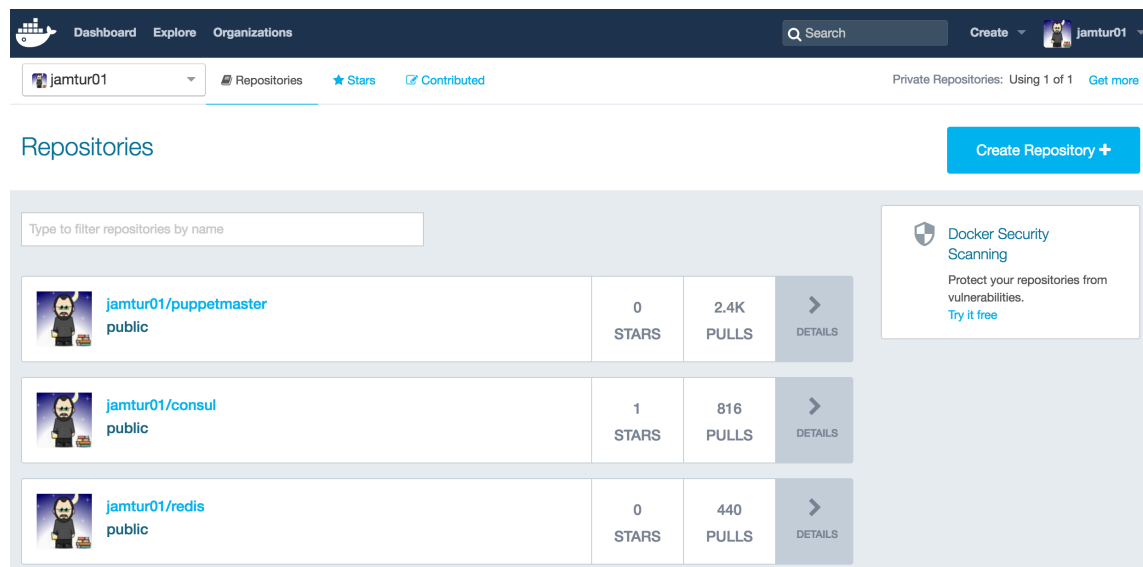 Dashboard Explore Organizations Search Create jamtur01
jamtur01 Repositories Stars Contributed Private Repositories: Using 1 of 1 Get more
Repositories
Create Repository +
Type to filter repositories by name
jamtur01/puppetmaster
public
0
STARS
2.4K
PULLS
DETAILS
jamtur01/consul
public
1
STARS
816
PULLS
DETAILS
jamtur01/redis
public
0
STARS
440
PULLS
DETAILS
Docker Security
Scanning
Protect your repositories from
vulnerabilities.
Try it free